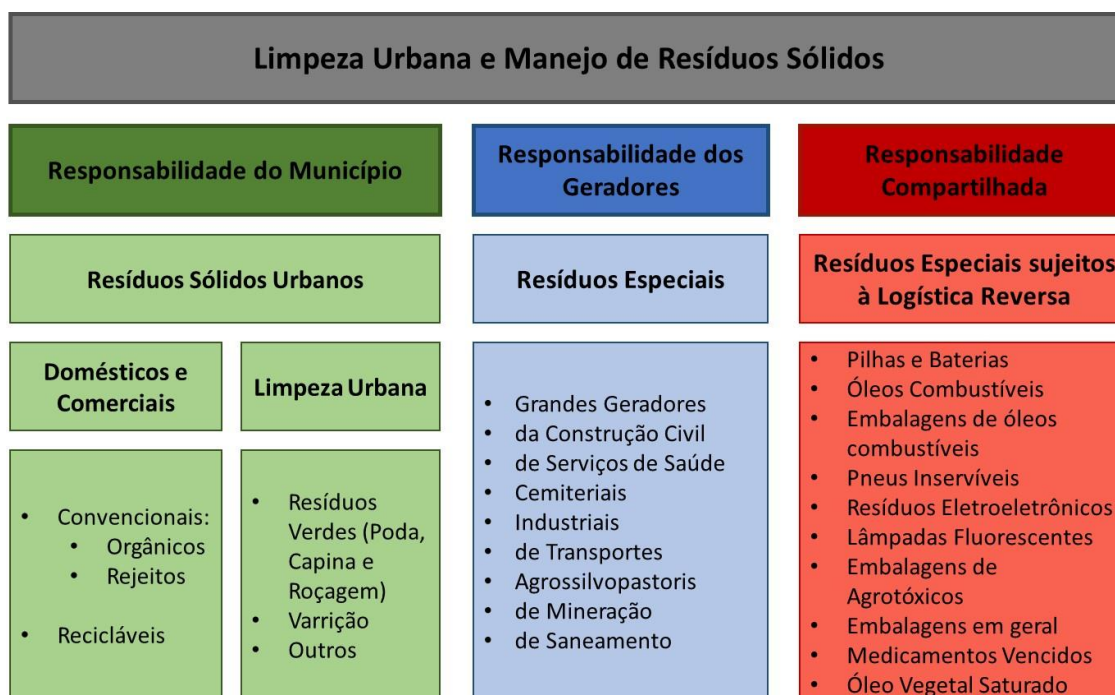 Limpeza Urbana e Manejo de Resíduos Sólidos
Responsabilidade do Município
Resíduos Sólidos Urbanos
Domésticos e
Comerciais
• Convencionais:
• Orgânicos
• Rejeitos
• Recicláveis
Limpeza Urbana
• Resíduos
Verdes (Poda,
Capina e
Roçagem)
• Varrição
• Outros
Responsabilidade dos
Geradores
Resíduos Especiais
• Grandes Geradores
• da Construção Civil
• de Serviços de Saúde
• Cemiteriais
• Industriais
• de Transportes
• Agrossilvopastoris
• de Mineração
• de Saneamento
Responsabilidade
Compartilhada
Resíduos Especiais sujeitos
à Logística Reversa
• Pilhas e Baterias
• Óleos Combustíveis
• Embalagens de óleos
combustíveis
• Pneus Inservíveis
• Resíduos Eletroeletrônicos
• Lâmpadas Fluorescentes
• Embalagens de
Agrotóxicos
• Embalagens em geral
• Medicamentos Vencidos
• Óleo Vegetal Saturado